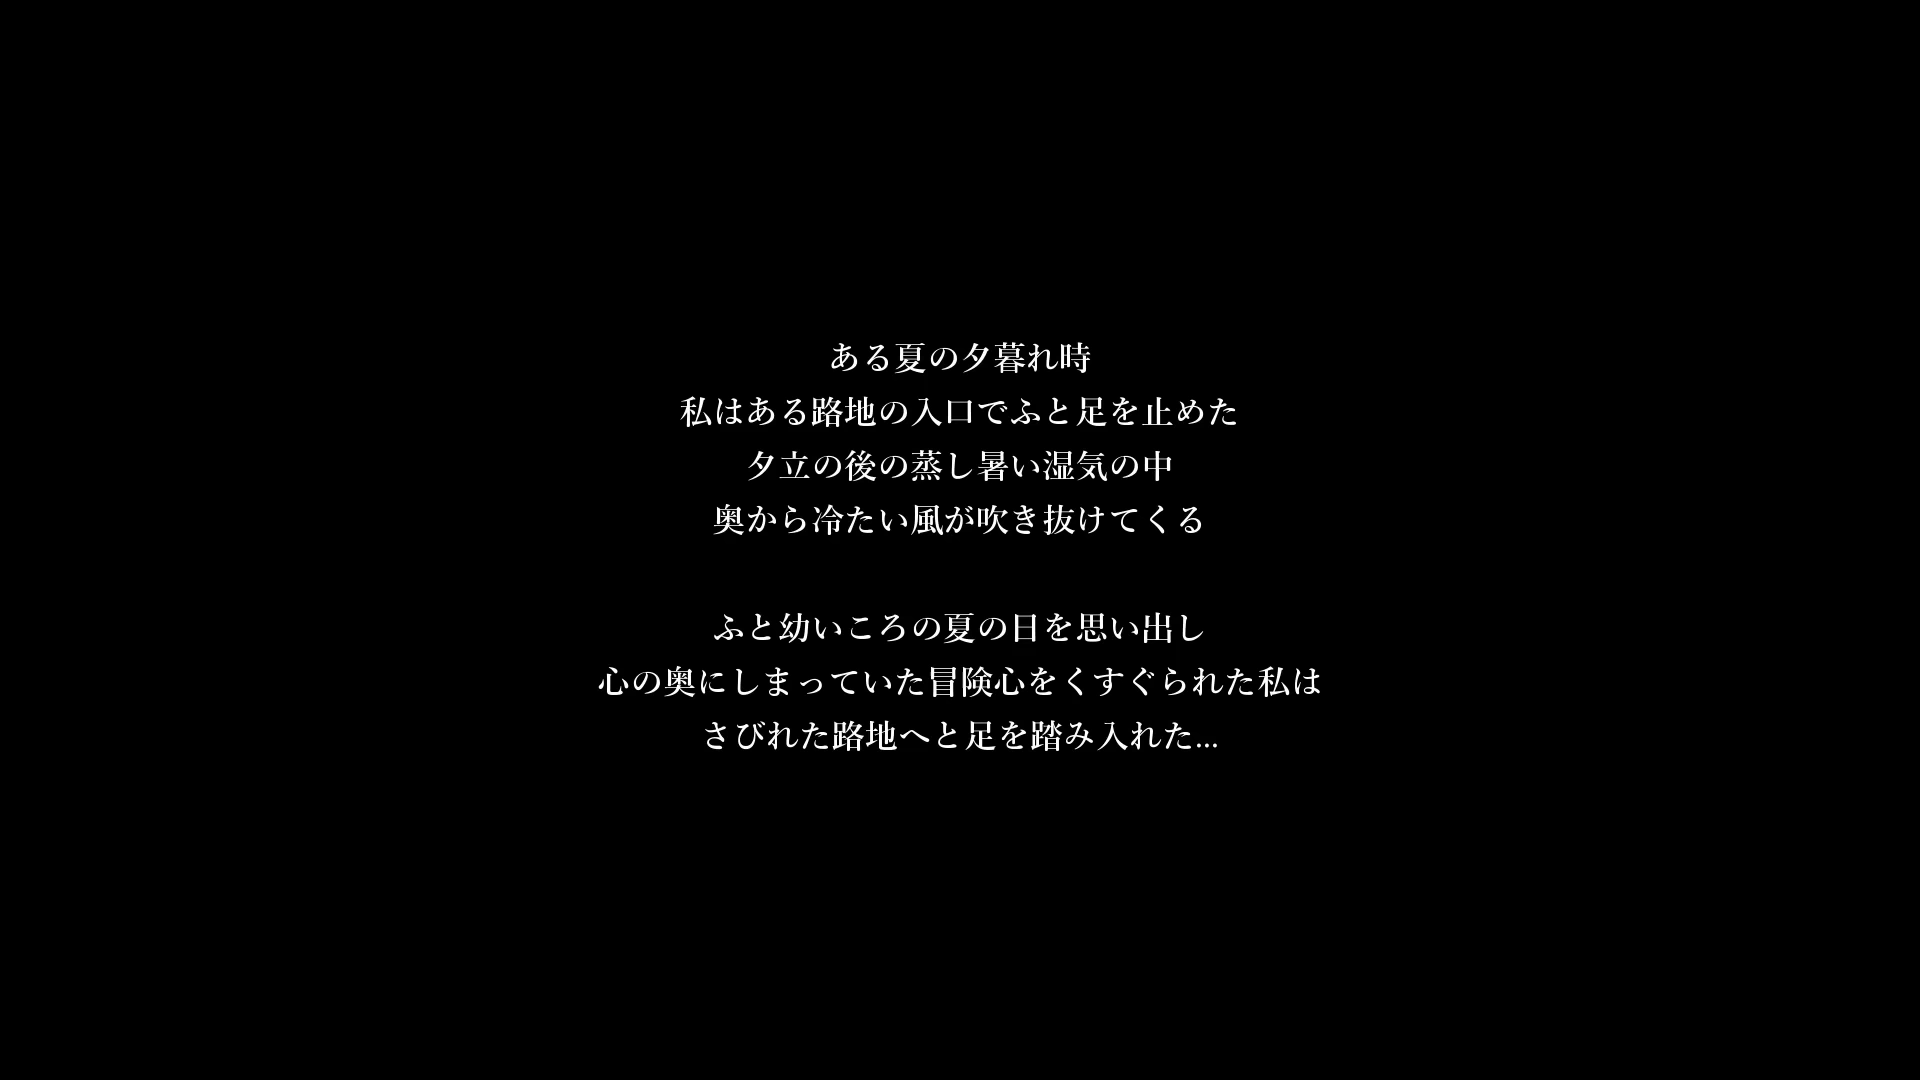 ある夏の夕暮れ時
私はある路地の入口でふと足を止めた
夕立の後の蒸し暑い湿気の中
奥から冷たい風が吹き抜けてくる
ふと幼いころの夏の日を思い出し
心の奥にしまっていた冒険心をくすぐられた私は
さびれた路地へと足を踏み入れた...